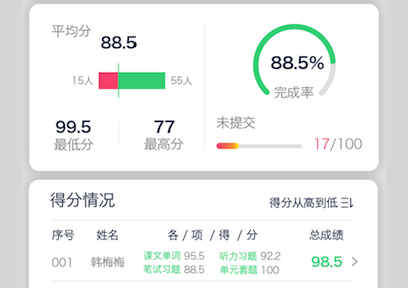 平均分
88.5
15人
55人
99.5
最低分
77
最高分
88.5%
完成率
未提交
17/100
得分情况
得分从高到低
序号 姓名 各 / 项 / 得 / 分 总成绩
001 韩梅梅 课文单词 95.5 听力习题 92.2 98.5
笔试习题 88.5 单元套题 100